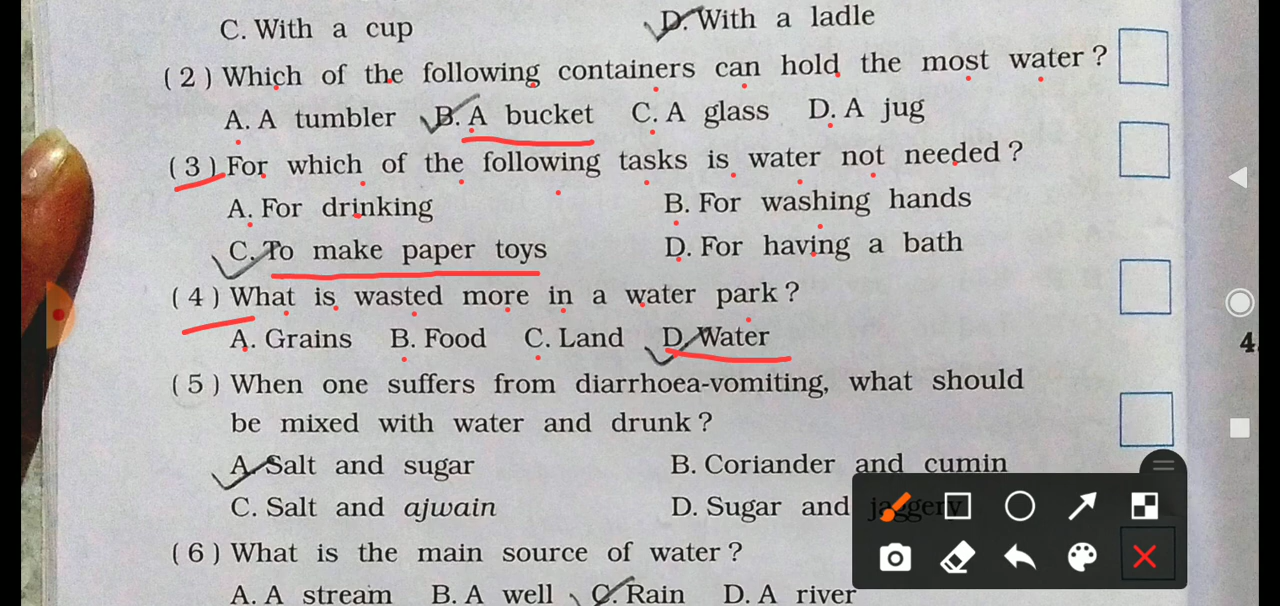 C. With a cup D. With a ladle
(2) Which of the following containers can hold the most water?
A. A tumbler B. A bucket C. A glass D. A jug
(3) For which of the following tasks is water not needed?
A. For drinking B. For washing hands
C. To make paper toys D. For having a bath
(4) What is wasted more in a water park?
4
A. Grains B. Food C. Land D. Water
(5) When one suffers from diarrhoea-vomiting, what should
be mixed with water and drunk?
A. Salt and sugar B. Coriander and cumin
C. Salt and ajwain D. Sugar and jaggery
(6) What is the main source of water?
A. A stream B. A well C. Rain D. A river